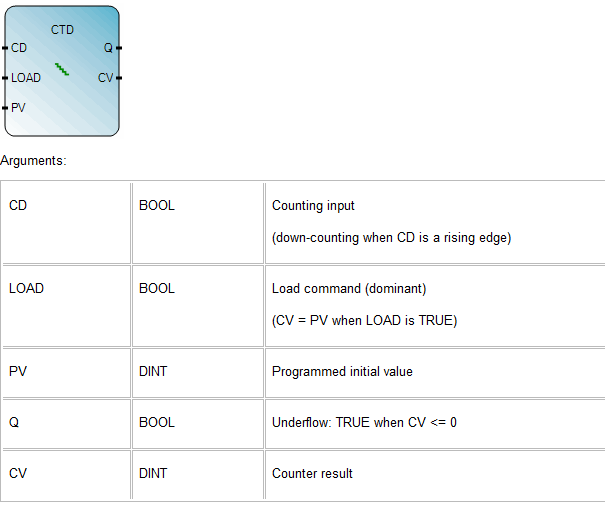 CTD
CD Q
LOAD CV
PV
Arguments:
CD BOOL Counting input
(down-counting when CD is a rising edge)
LOAD BOOL Load command (dominant)
(CV = PV when LOAD is TRUE)
PV DINT Programmed initial value
Q BOOL Underflow: TRUE when CV <= 0
CV DINT Counter result